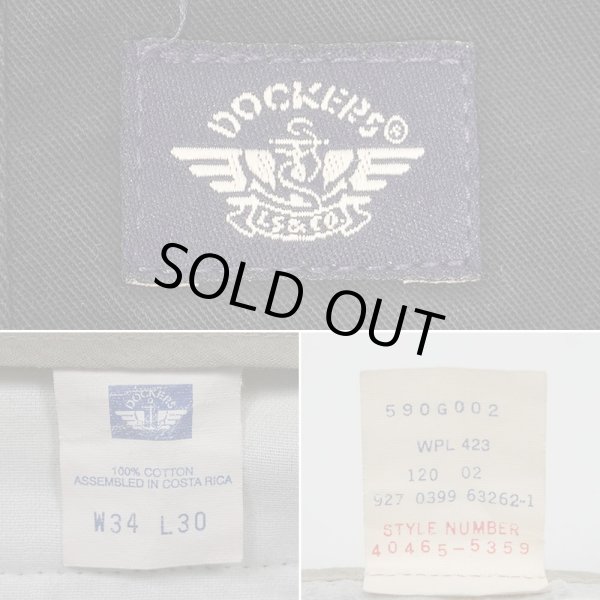 DOCKERS®
LS&CO.
SOLD OUT
DOCKERS
100% COTTON
ASSEMBLED IN COSTA RICA
W34 L30
590G002
WPL 423
120 02
927 0399 63262-1
STYLE NUMBER
40465-5359